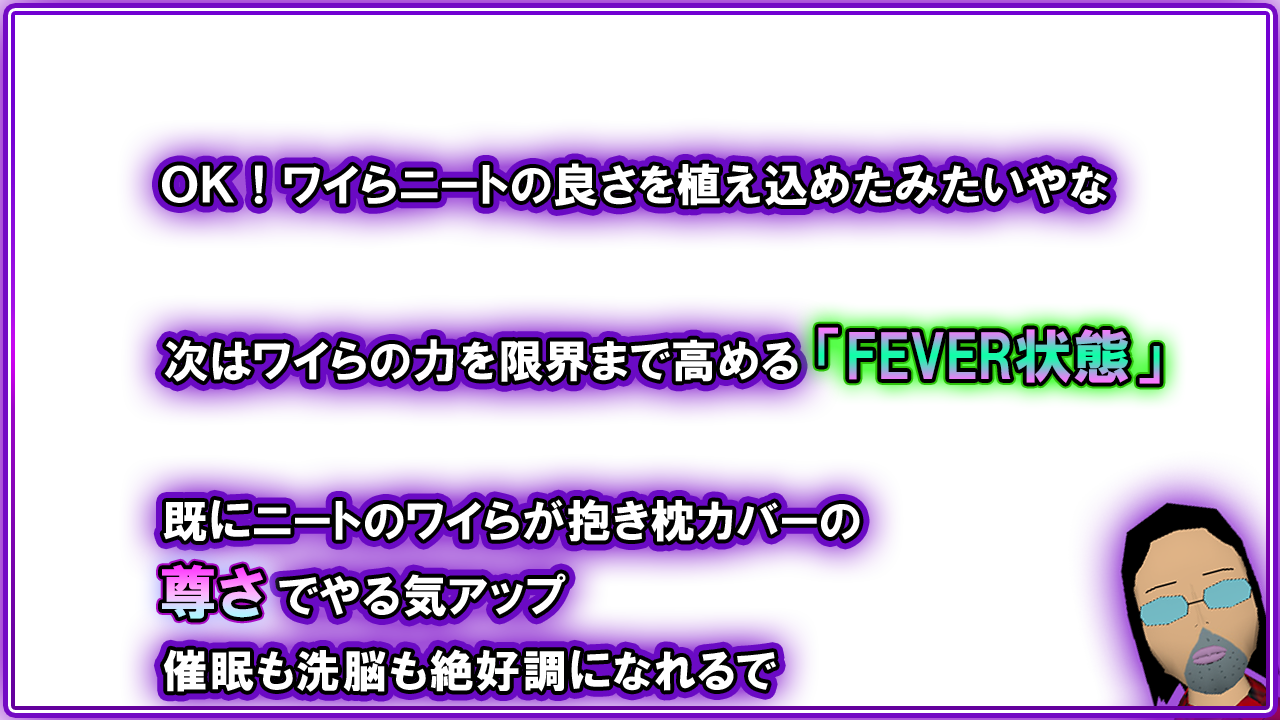 OK！ワイらニートの良さを植え込めたみたいやな
次はワイらの力を限界まで高める「FEVER状態」
既にニートのワイらが抱き枕カバーの
尊さでやる気アップ
催眠も洗脳も絶好調になれるで